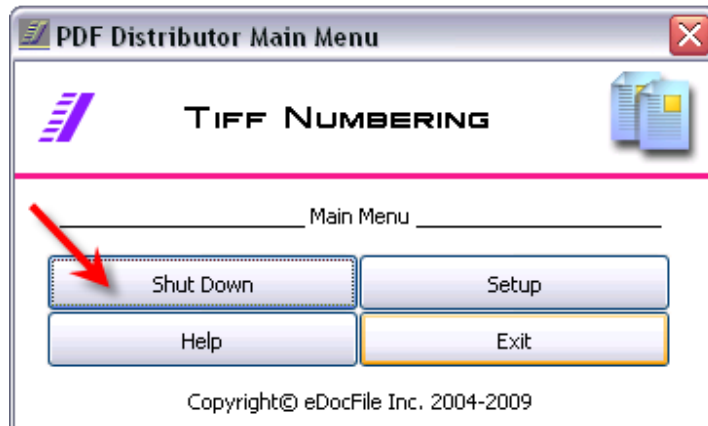 PDF Distributor Main Menu
Tiff Numbering
Main Menu
Shut Down Setup
Help Exit
Copyright© eDocFile Inc. 2004-2009